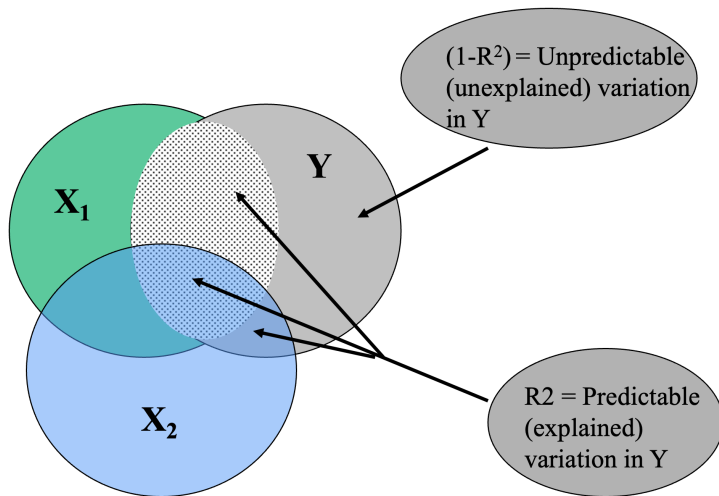 (1-R²) = Unpredictable
(unexplained) variation
in Y
Y
X₁
X₂
R2 = Predictable
(explained)
variation in Y